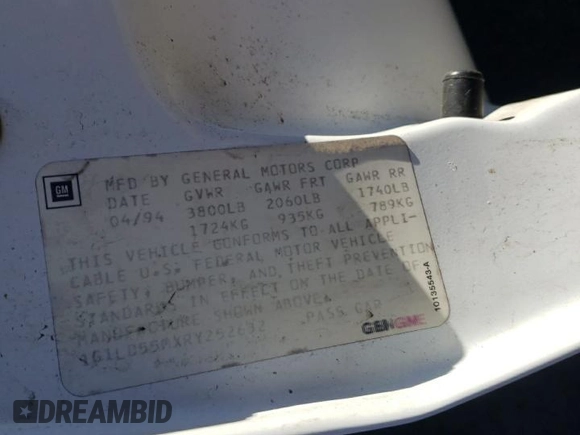 GM
MFD BY GENERAL MOTORS CORP
DATE GVWR GAWR FRT GAWR RR
04/94 3800LB 2060LB 1740LB
1724KG 935KG 789KG
THIS VEHICLE CONFORMS TO ALL APPLI-
CABLE U.S. FEDERAL MOTOR VEHICLE
SAFETY, BUMPER, AND THEFT PREVENTION
STANDARDS IN EFFECT ON THE DATE OF
MANUFACTURE SHOWN ABOVE.
PASS CAR
GENGME
10135543-A
DREAMBID